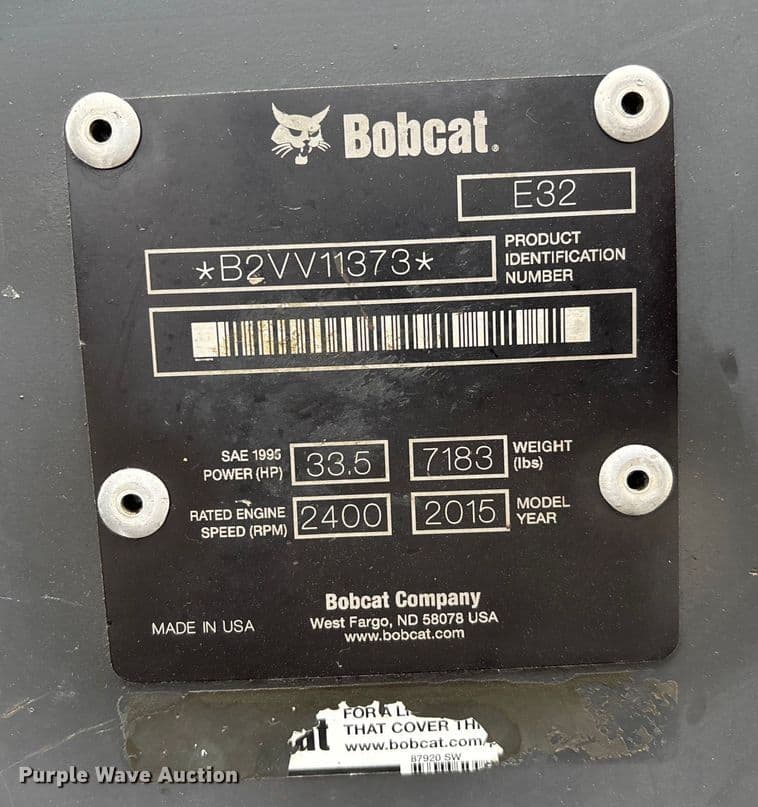 Bobcat®
E32
*B2VV11373*
PRODUCT
IDENTIFICATION
NUMBER
SAE 1995
POWER (HP)
33.5
7183
WEIGHT
(lbs)
RATED ENGINE
SPEED (RPM)
2400
2015
MODEL
YEAR
Bobcat Company
West Fargo, ND 58078 USA
www.bobcat.com
MADE IN USA
FOR A
THAT COVER
www.bobcat.com/
87920 SW
Purple Wave Auction